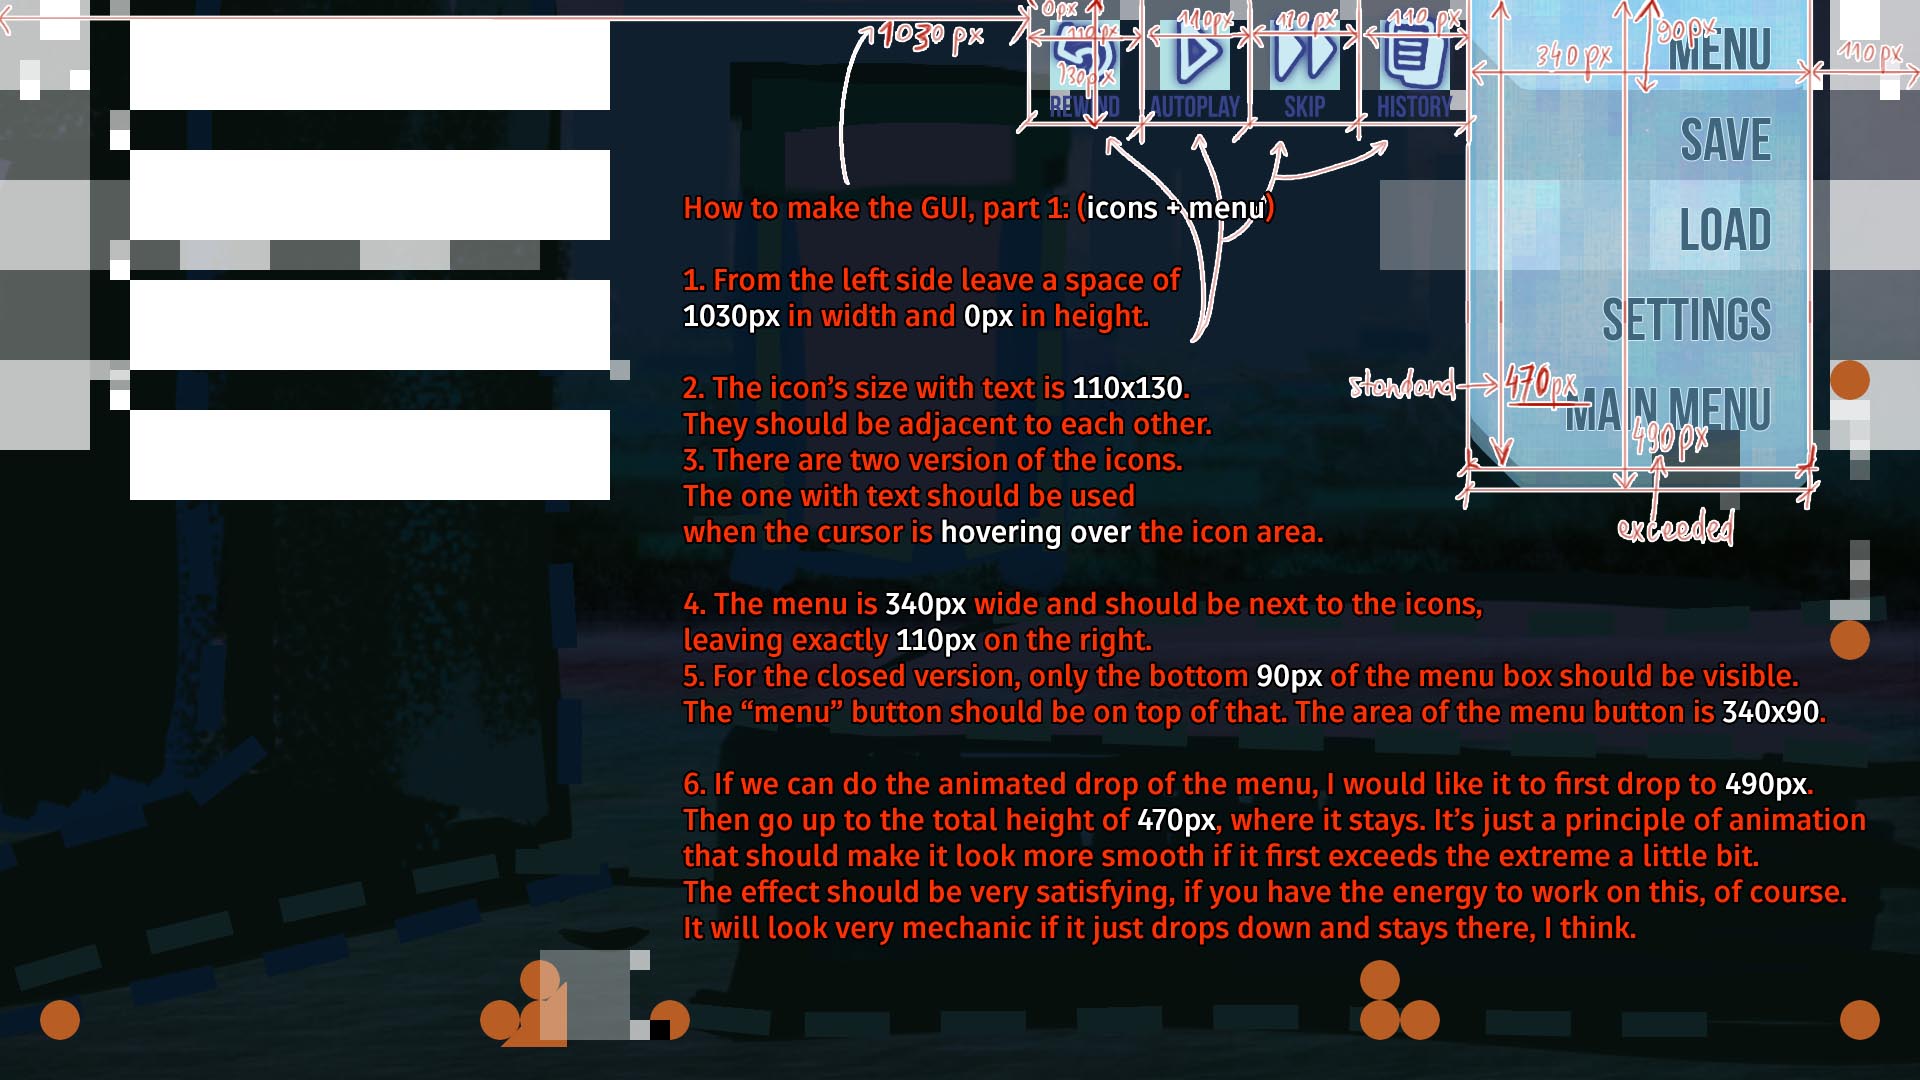 1030px
0px
110px
110px
110px
110px
130px
REWIND
AUTOPLAY
SKIP
HISTORY
340px
90px
110px
MENU
SAVE
LOAD
SETTINGS
MAIN MENU
standard
470px
490px
exceeded
How to make the GUI, part 1: (icons + menu)
1. From the left side leave a space of
1030px in width and 0px in height.
2. The icon’s size with text is 110x130.
They should be adjacent to each other.
3. There are two version of the icons.
The one with text should be used
when the cursor is hovering over the icon area.
4. The menu is 340px wide and should be next to the icons,
leaving exactly 110px on the right.
5. For the closed version, only the bottom 90px of the menu box should be visible.
The “menu” button should be on top of that. The area of the menu button is 340x90.
6. If we can do the animated drop of the menu, I would like it to first drop to 490px.
Then go up to the total height of 470px, where it stays. It’s just a principle of animation
that should make it look more smooth if it first exceeds the extreme a little bit.
The effect should be very satisfying, if you have the energy to work on this, of course.
It will look very mechanic if it just drops down and stays there, I think.